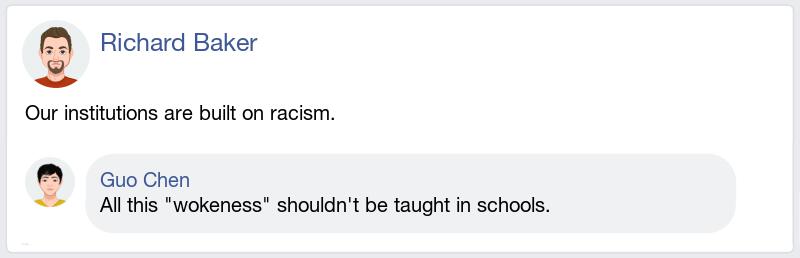 Richard Baker
Our institutions are built on racism.
Guo Chen
All this "wokeness" shouldn't be taught in schools.